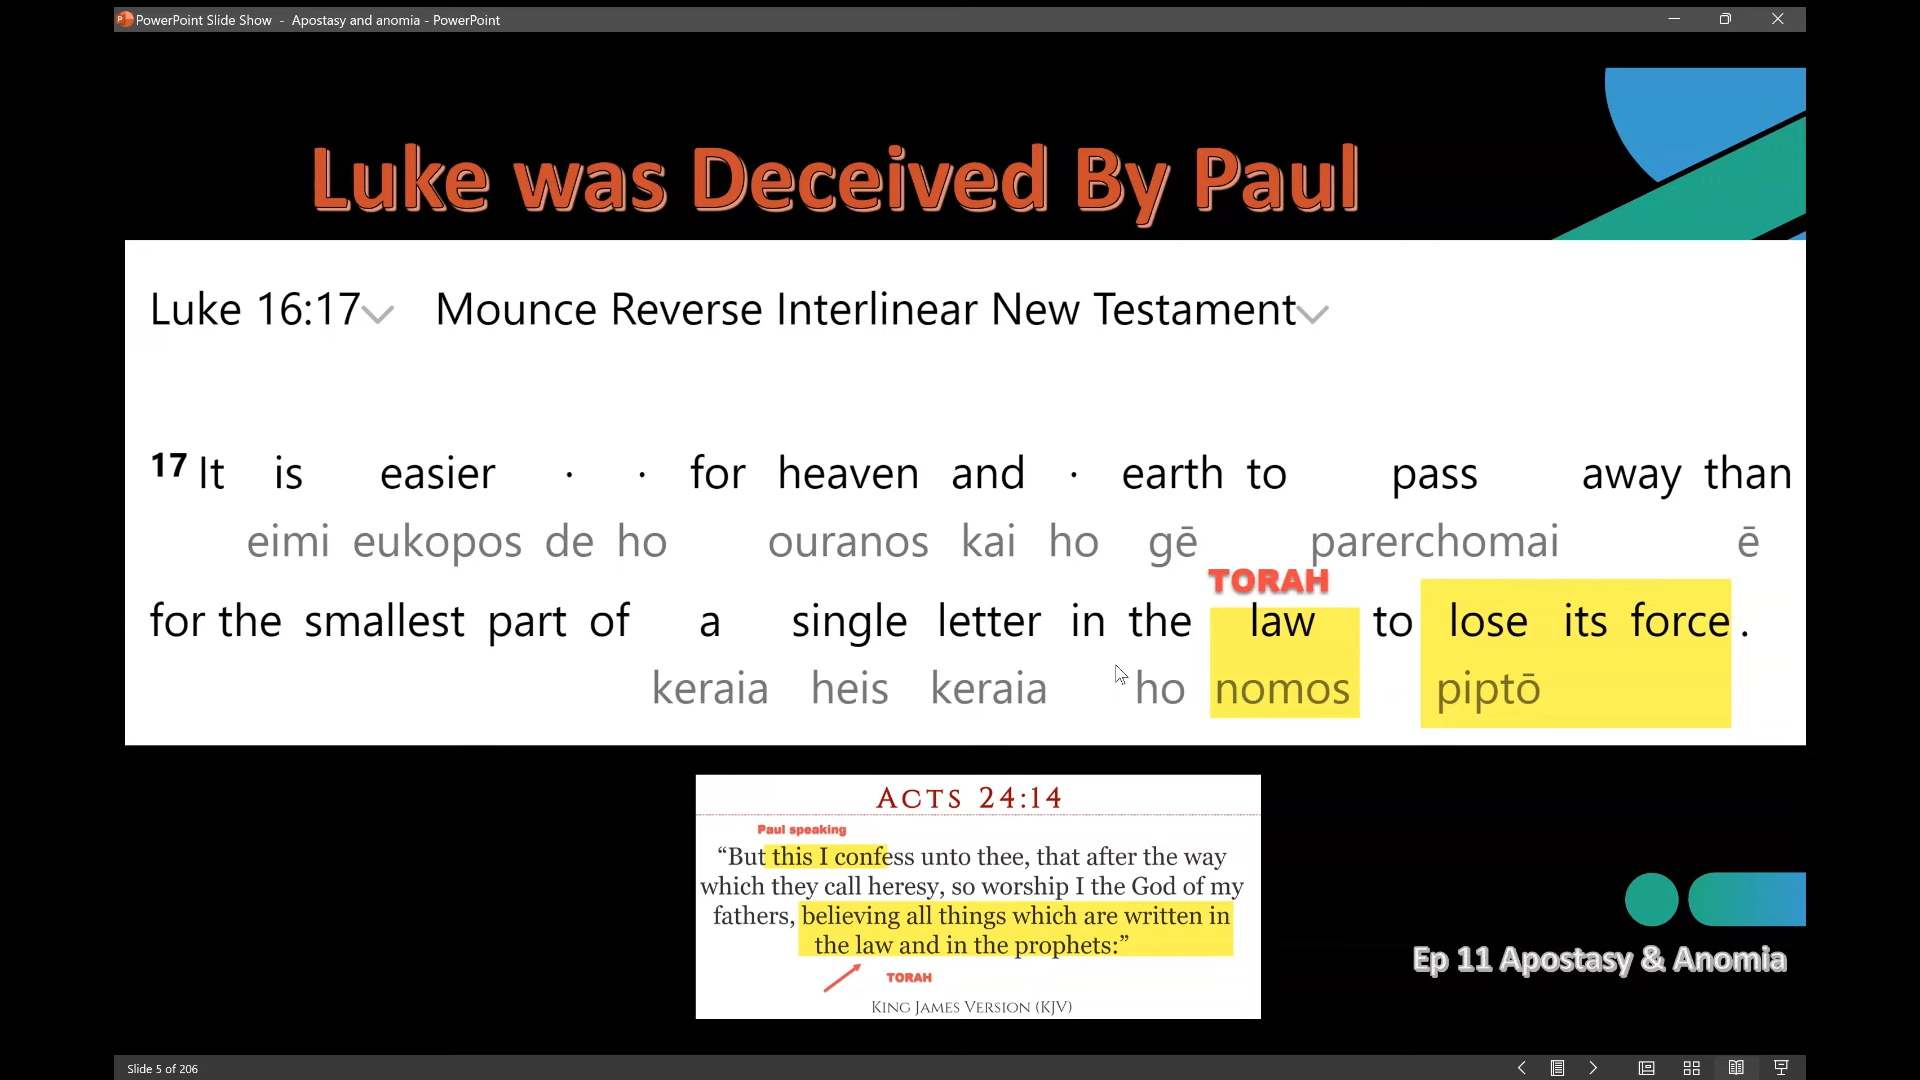 PowerPoint Slide Show - Apostasy and anomia - PowerPoint
Luke was Deceived By Paul
Luke 16:17 Mounce Reverse Interlinear New Testament
17 It is easier · · for heaven and · earth to pass away than
eimi eukopos de ho ouranos kai ho gē parerchomai ē
TORAH
for the smallest part of a single letter in the law to lose its force .
keraia heis keraia ho nomos piptō
ACTS 24:14
Paul speaking
“But this I confess unto thee, that after the way
which they call heresy, so worship I the God of my
fathers, believing all things which are written in
the law and in the prophets:”
TORAH
KING JAMES VERSION (KJV)
Ep 11 Apostasy & Anomia
Slide 5 of 206